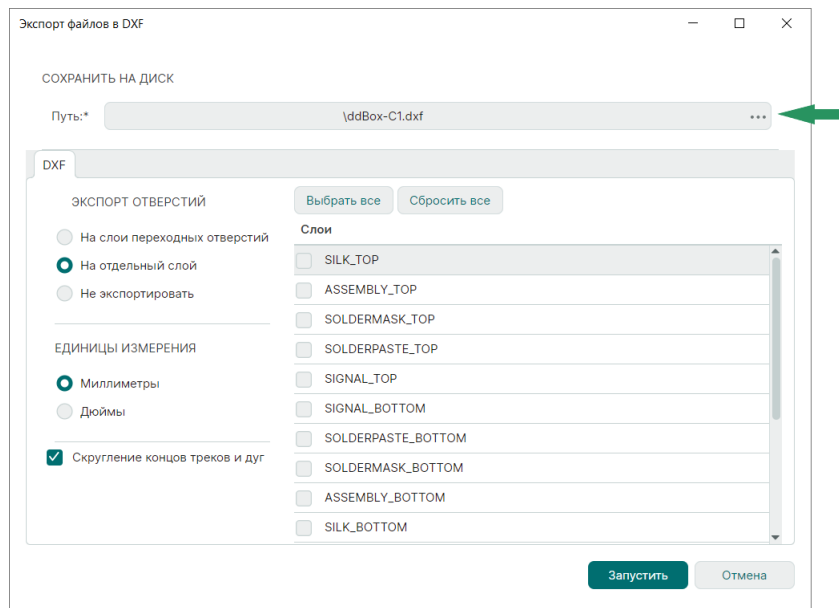 Экспорт файлов в DXF
СОХРАНИТЬ НА ДИСК
Путь:* \ddBox-C1.dxf
DXF
ЭКСПОРТ ОТВЕРСТИЙ
На слои переходных отверстий
На отдельный слой
Не экспортировать
ЕДИНИЦЫ ИЗМЕРЕНИЯ
Миллиметры
Дюймы
Скругление концов треков и дуг
Выбрать все Сбросить все
Слои
SILK_TOP
ASSEMBLY_TOP
SOLDERMASK_TOP
SOLDERPASTE_TOP
SIGNAL_TOP
SIGNAL_BOTTOM
SOLDERPASTE_BOTTOM
SOLDERMASK_BOTTOM
ASSEMBLY_BOTTOM
SILK_BOTTOM
Запустить Отмена